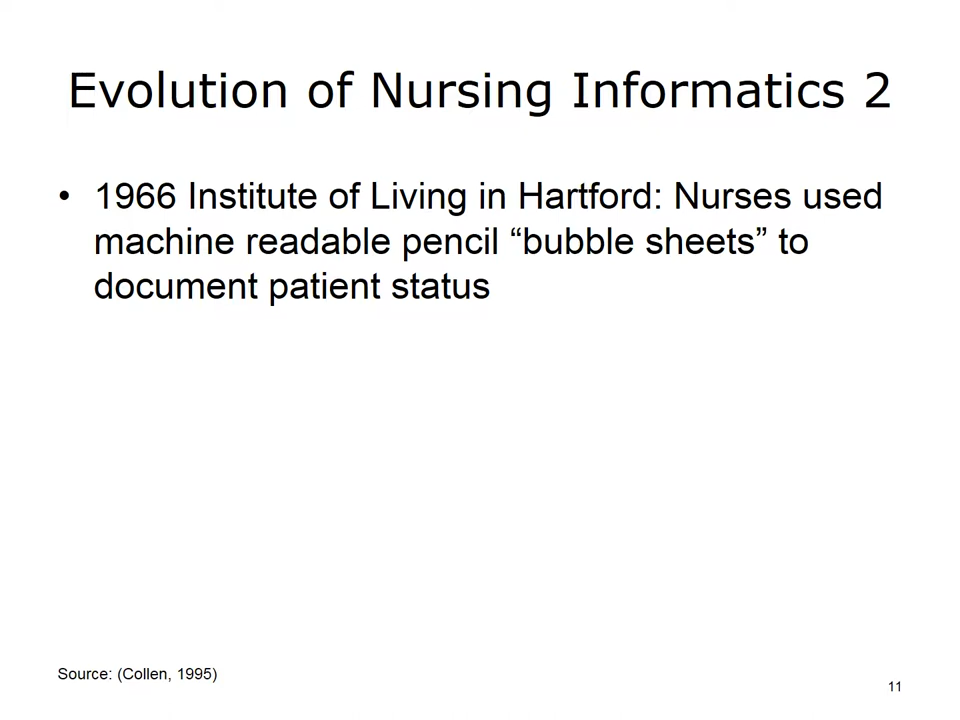 Evolution of Nursing Informatics 2
• 1966 Institute of Living in Hartford: Nurses used
machine readable pencil “bubble sheets” to
document patient status
Source: (Collen, 1995)
11